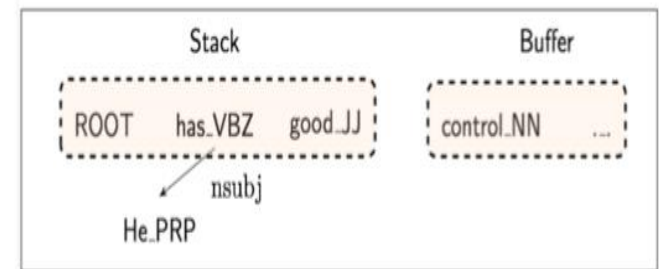 Stack Buffer
ROOT has_VBZ good_JJ control_NN ...
nsubj
He_PRP